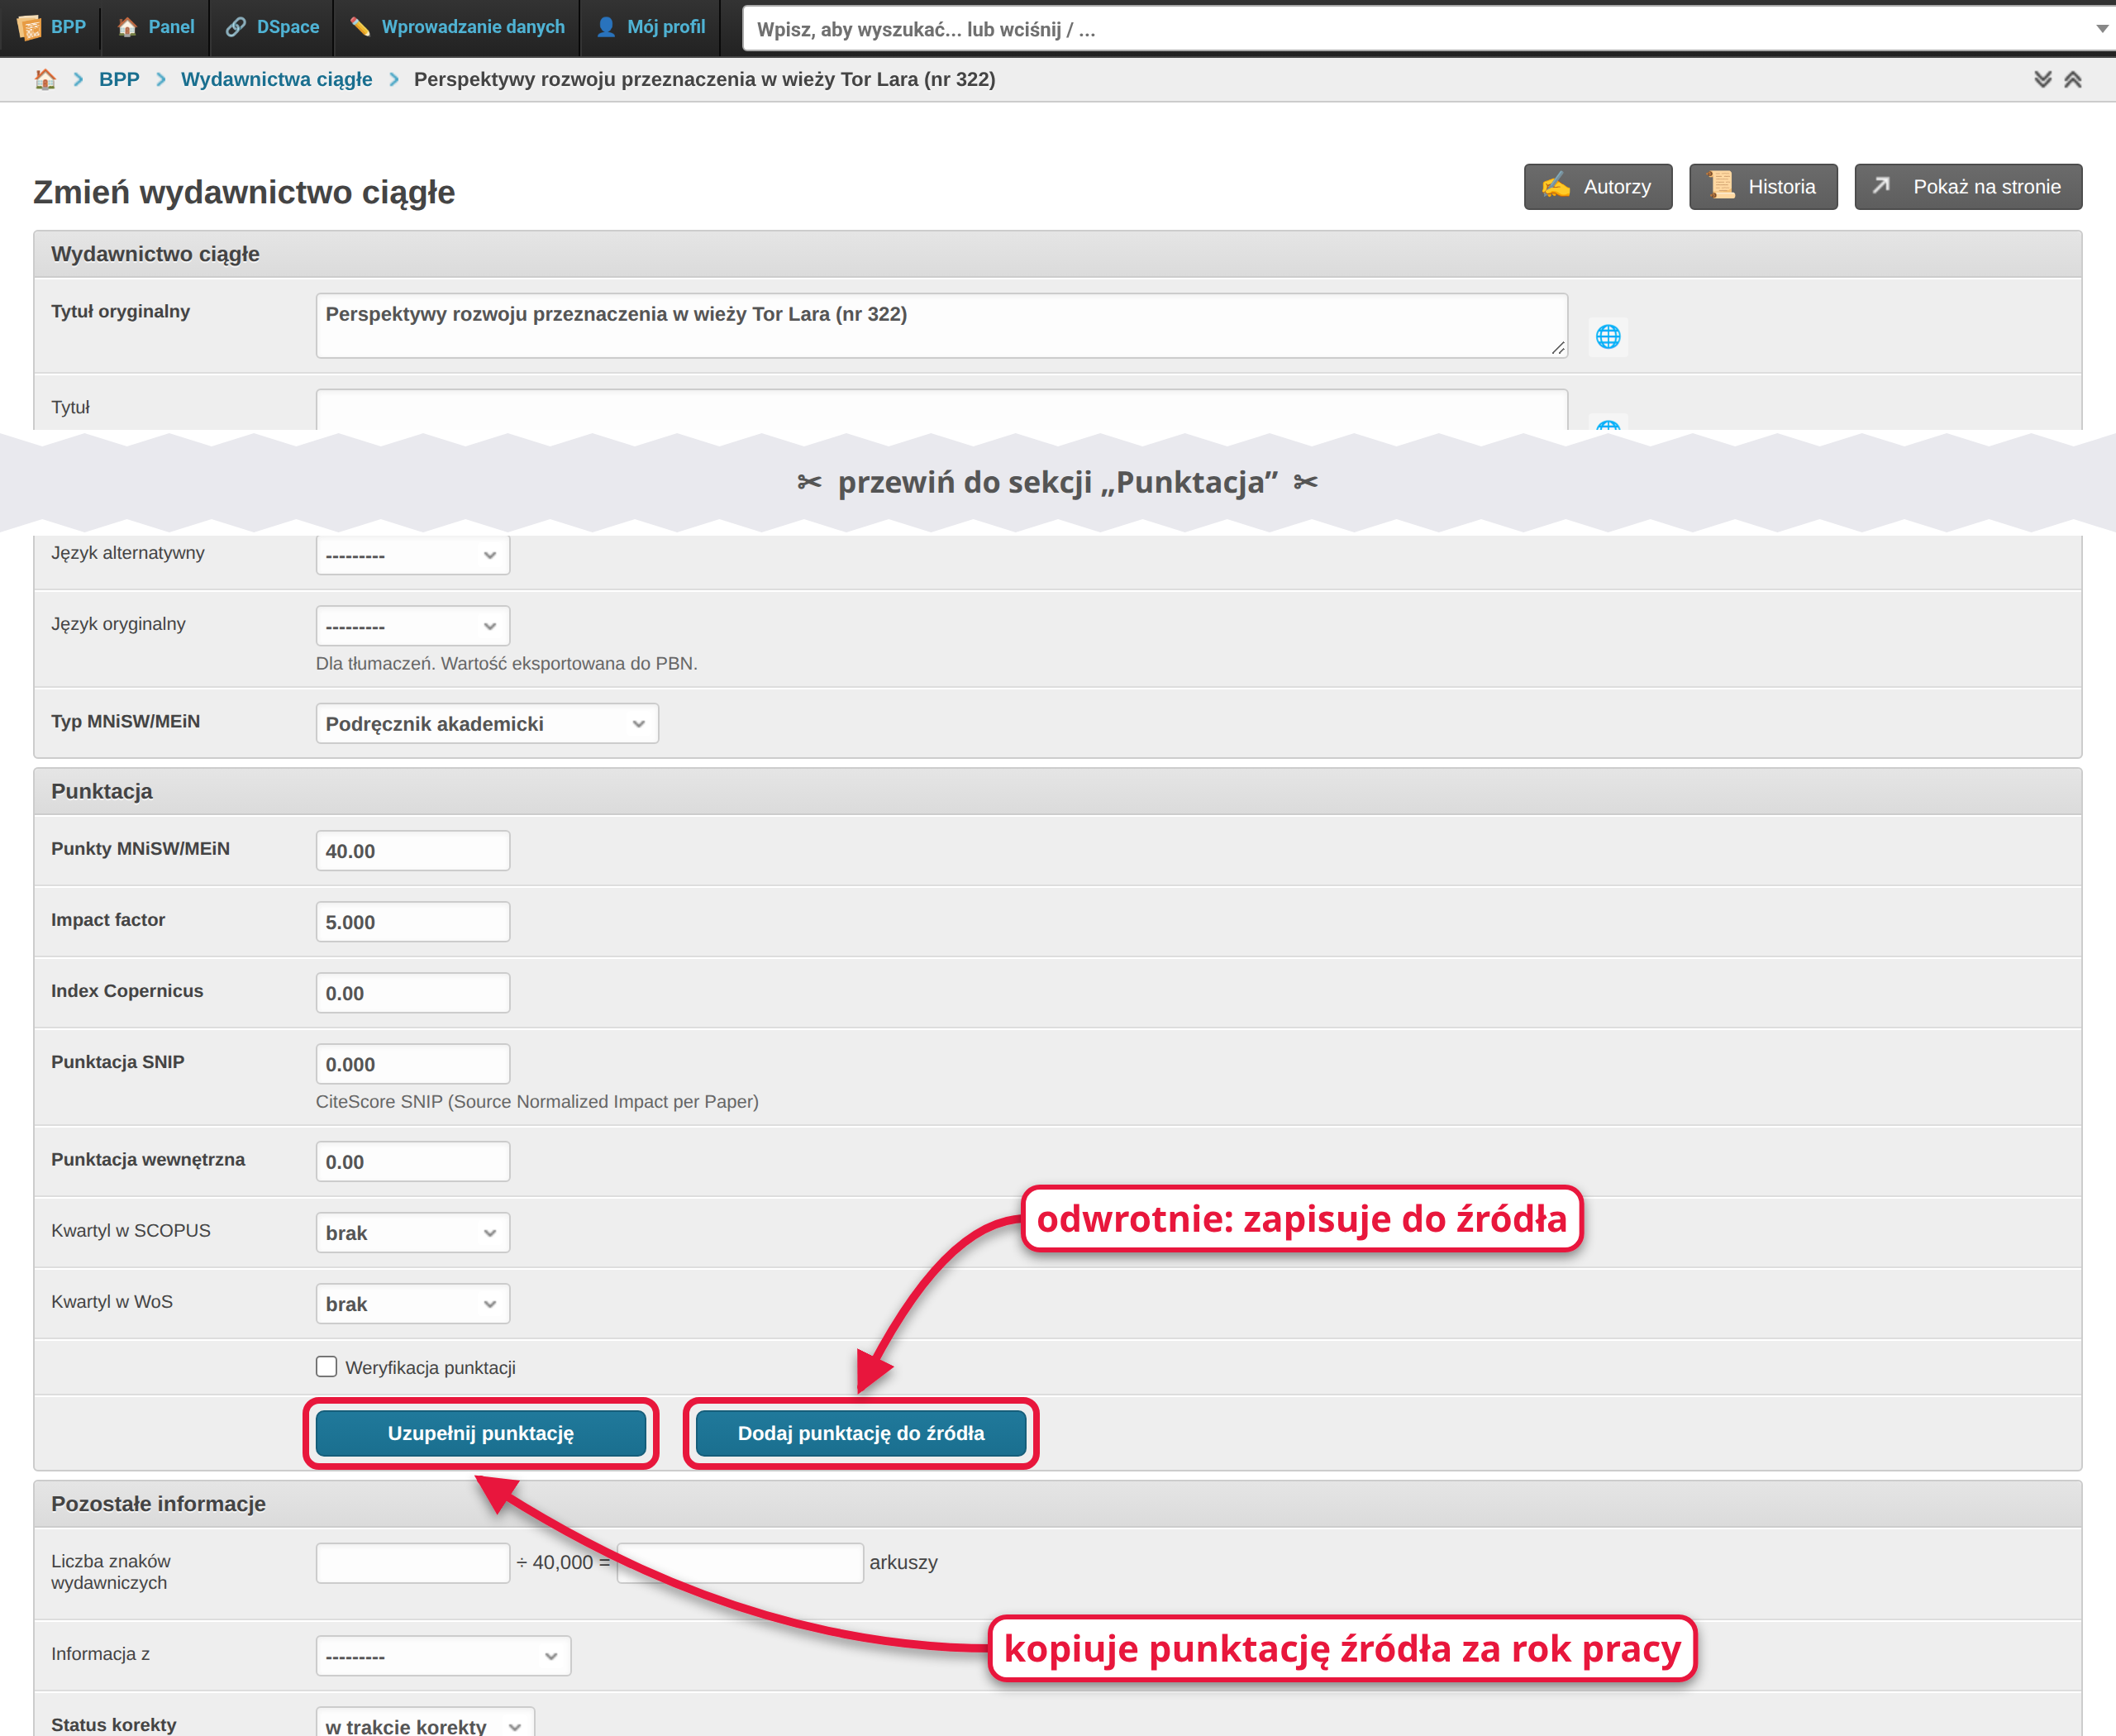 BPP Panel DSpace Wprowadzanie danych Mój profil Wpisz, aby wyszukać... lub wciśnij / ...
BPP Wydawnictwa ciągłe Perspektywy rozwoju przeznaczenia w wieży Tor Lara (nr 322)
Zmień wydawnictwo ciągłe
Autorzy Historia Pokaż na stronie
Wydawnictwo ciągłe
Tytuł oryginalny Perspektywy rozwoju przeznaczenia w wieży Tor Lara (nr 322)
Tytuł
✂ przewiń do sekcji „Punktacja” ✂
Język alternatywny ---------
Język oryginalny ---------
Dla tłumaczeń. Wartość eksportowana do PBN.
Typ MNiSW/MEiN Podręcznik akademicki
Punktacja
Punkty MNiSW/MEiN 40.00
Impact factor 5.000
Index Copernicus 0.00
Punktacja SNIP 0.000
CiteScore SNIP (Source Normalized Impact per Paper)
Punktacja wewnętrzna 0.00
odwrotnie: zapisuje do źródła
Kwartyl w SCOPUS brak
Kwartyl w WoS brak
Weryfikacja punktacji
Uzupełnij punktację Dodaj punktację do źródła
Pozostałe informacje
Liczba znaków
wydawniczych
÷ 40,000 = arkuszy
kopiuje punktację źródła za rok pracy
Informacja z ---------
Status korekty w trakcie korekty